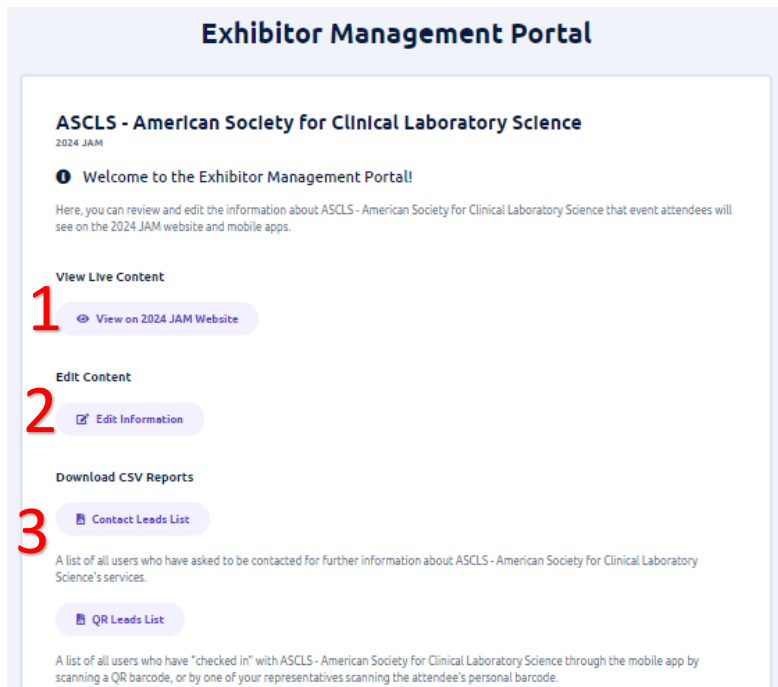 Exhibitor Management Portal
ASCLS - American Society for Clinical Laboratory Science
2024 JAM
Welcome to the Exhibitor Management Portal!
Here, you can review and edit the information about ASCLS - American Society for Clinical Laboratory Science that event attendees will
see on the 2024 JAM website and mobile apps.
View Live Content
1
View on 2024 JAM Website
Edit Content
2
Edit Information
Download CSV Reports
3
Contact Leads List
A list of all users who have asked to be contacted for further information about ASCLS - American Society for Clinical Laboratory
Science's services.
QR Leads List
A list of all users who have "checked in" with ASCLS - American Society for Clinical Laboratory Science through the mobile app by
scanning a QR barcode, or by one of your representatives scanning the attendee's personal barcode.